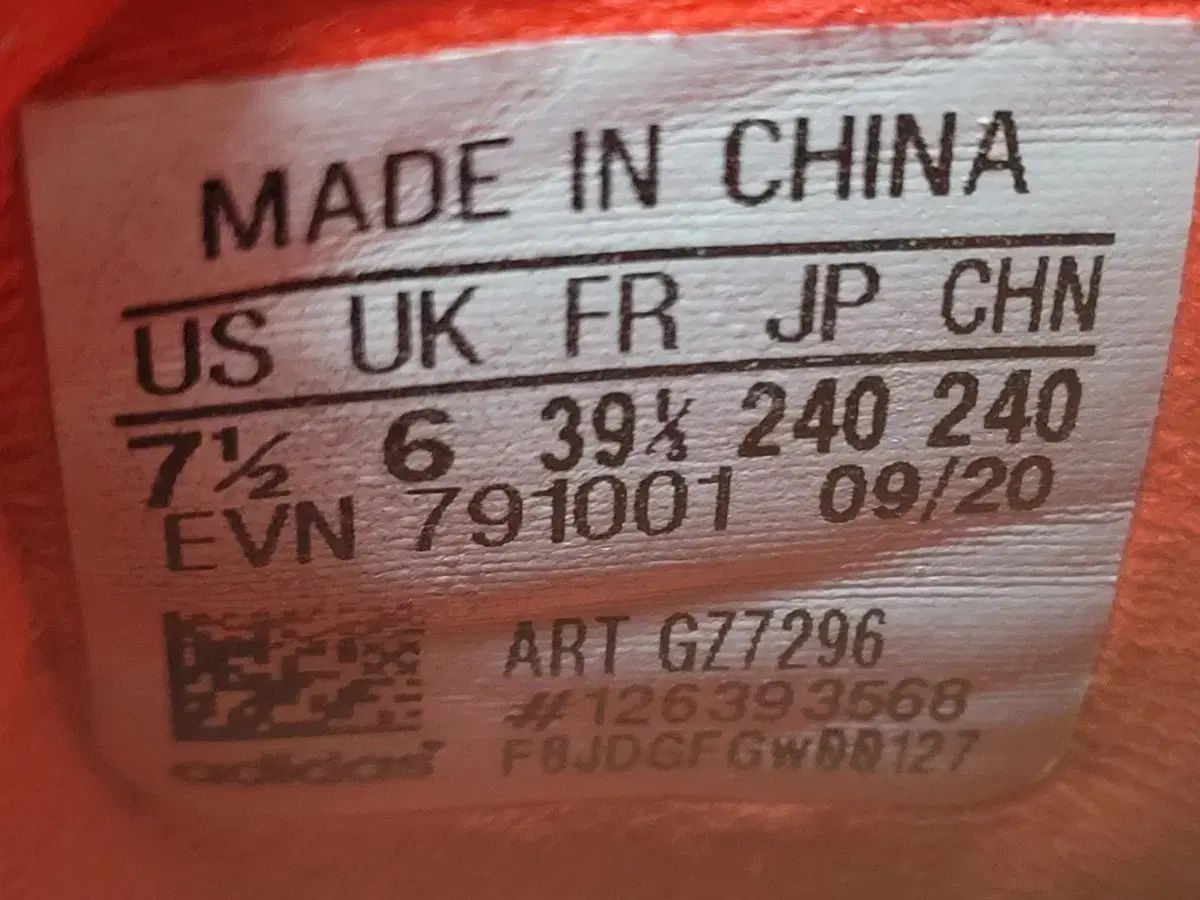 MADE IN CHINA
US UK FR JP CHN
7½ 6 39⅓ 240 240
EVN 791001 09/20
ART GZ7296
#126393568
F8JDGFGW00127
adidas